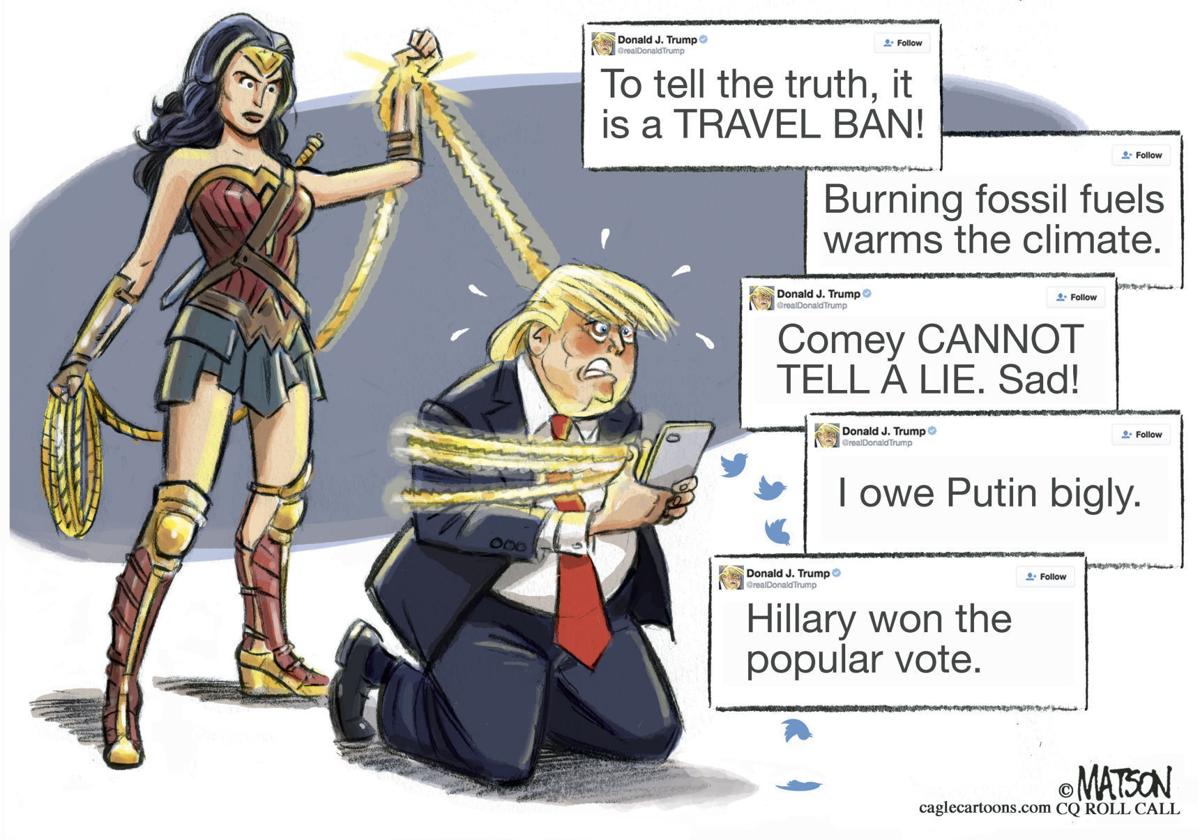 Donald J. Trump
@realDonaldTrump
Follow
To tell the truth, it
is a TRAVEL BAN!
Follow
Burning fossil fuels
warms the climate.
Donald J. Trump
@realDonaldTrump
Follow
Comey CANNOT
TELL A LIE. Sad!
Donald J. Trump
@realDonaldTrump
Follow
I owe Putin bigly.
Donald J. Trump
@realDonaldTrump
Follow
Hillary won the
popular vote.
© MATSON
caglecartoons.com CQ ROLL CALL